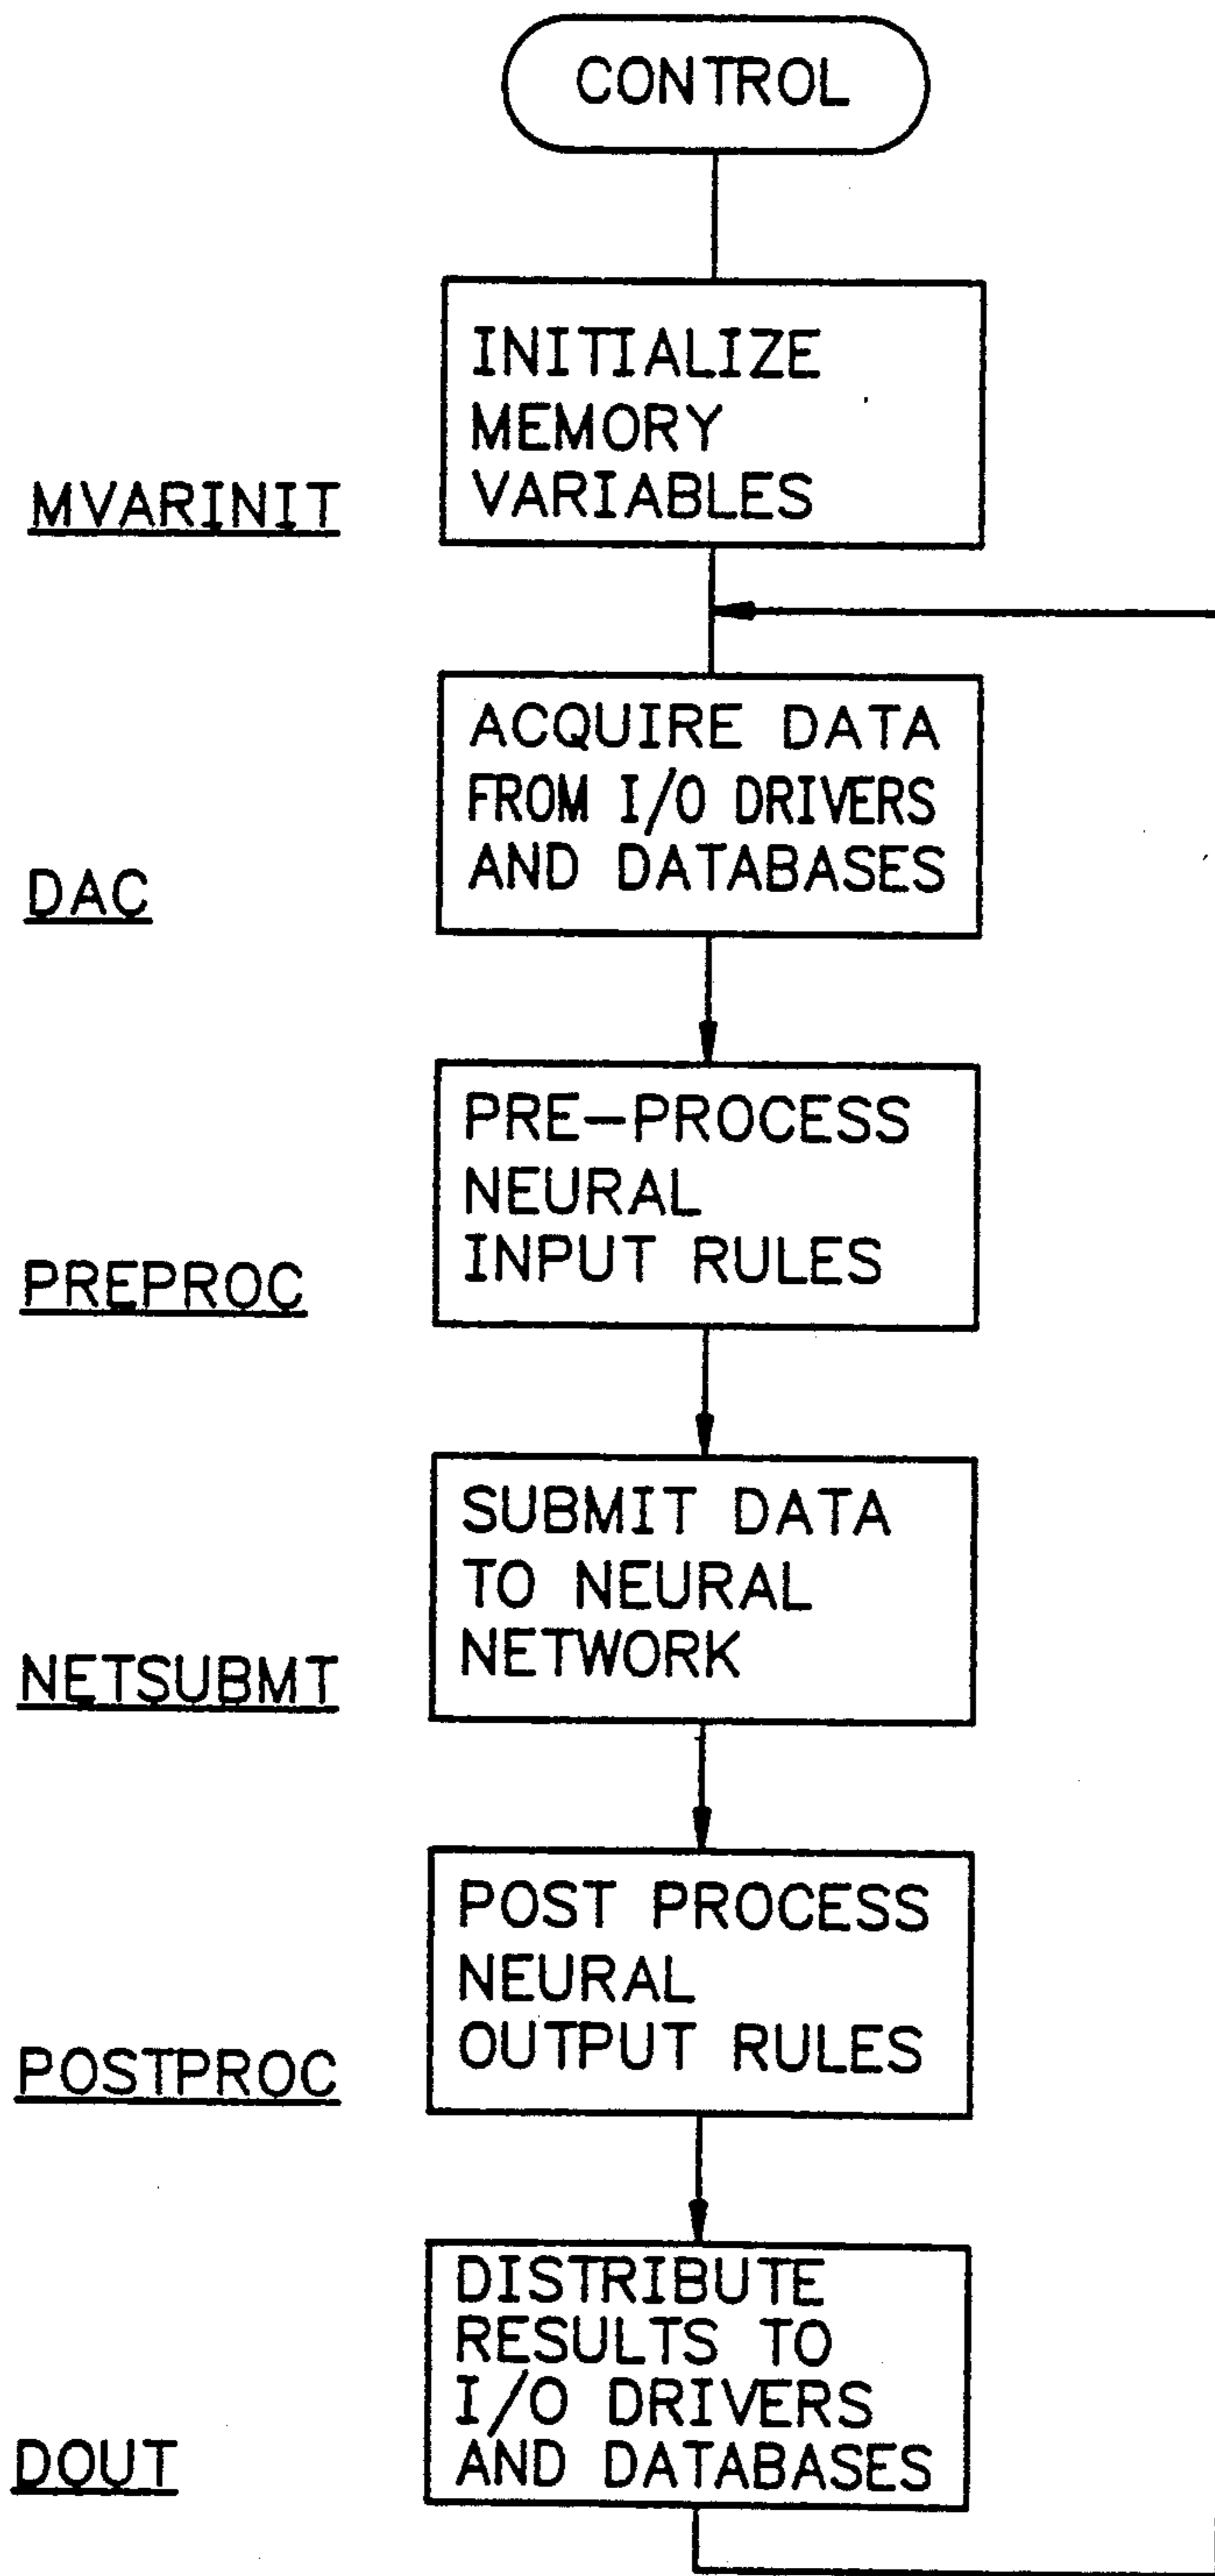 CONTROL
INITIALIZE
MEMORY
VARIABLES
MVARINIT
ACQUIRE DATA
FROM I/O DRIVERS
AND DATABASES
DAC
PRE-PROCESS
NEURAL
INPUT RULES
PREPROC
SUBMIT DATA
TO NEURAL
NETWORK
NETSUBMT
POST PROCESS
NEURAL
OUTPUT RULES
POSTPROC
DISTRIBUTE
RESULTS TO
I/O DRIVERS
AND DATABASES
DOUT